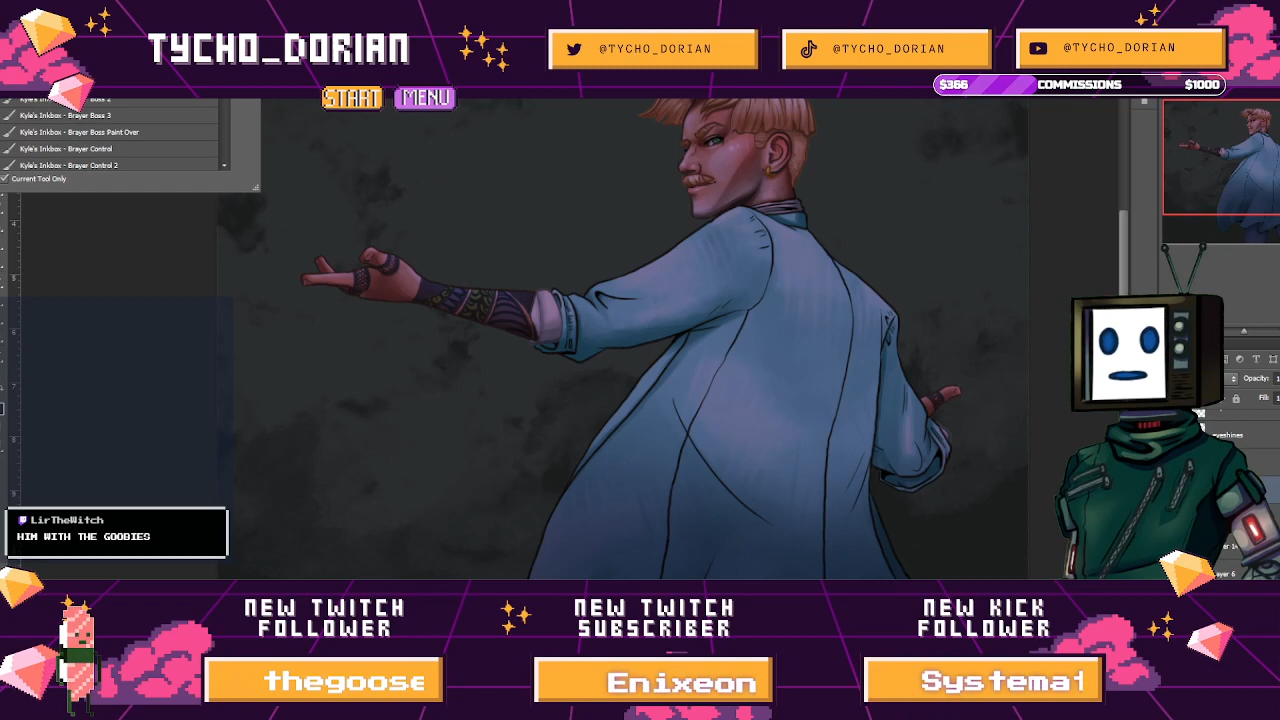 TYCHO_DORIAN
@TYCHO_DORIAN
@TYCHO_DORIAN
@TYCHO_DORIAN
$366 COMMISSIONS $1000
START MENU
Kyle's Inkbox - Brayer Boss 3
Kyle's Inkbox - Brayer Boss Paint Over
Kyle's Inkbox - Brayer Control
Kyle's Inkbox - Brayer Control 2
Current Tool Only
Opacity:
Fill:
LirTheWitch
HIM WITH THE GOOBIES
NEW TWITCH
FOLLOWER
thegoose
NEW TWITCH
SUBSCRIBER
Enixeon
NEW KICK
FOLLOWER